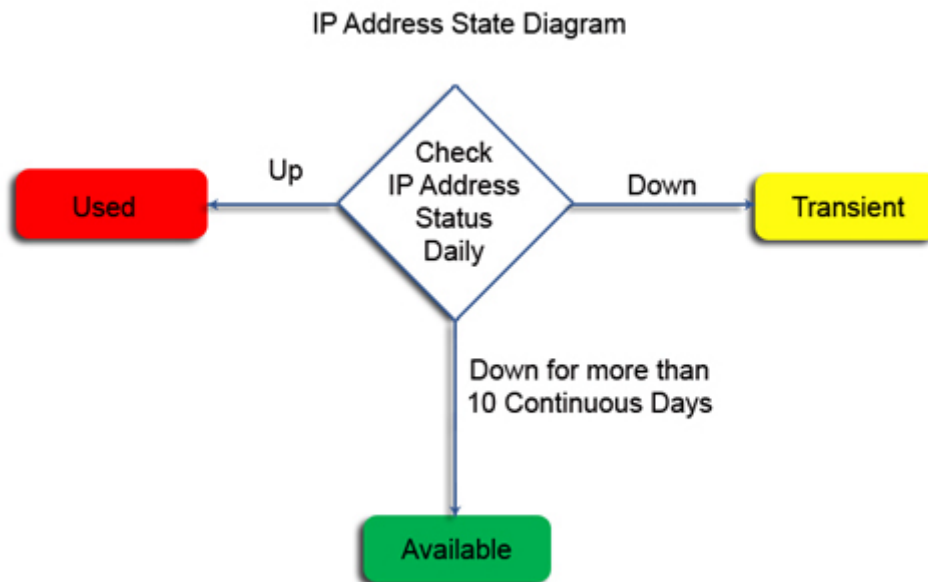 IP Address State Diagram
Check
IP Address
Status
Daily
Up
Down
Used
Transient
Down for more than
10 Continuous Days
Available